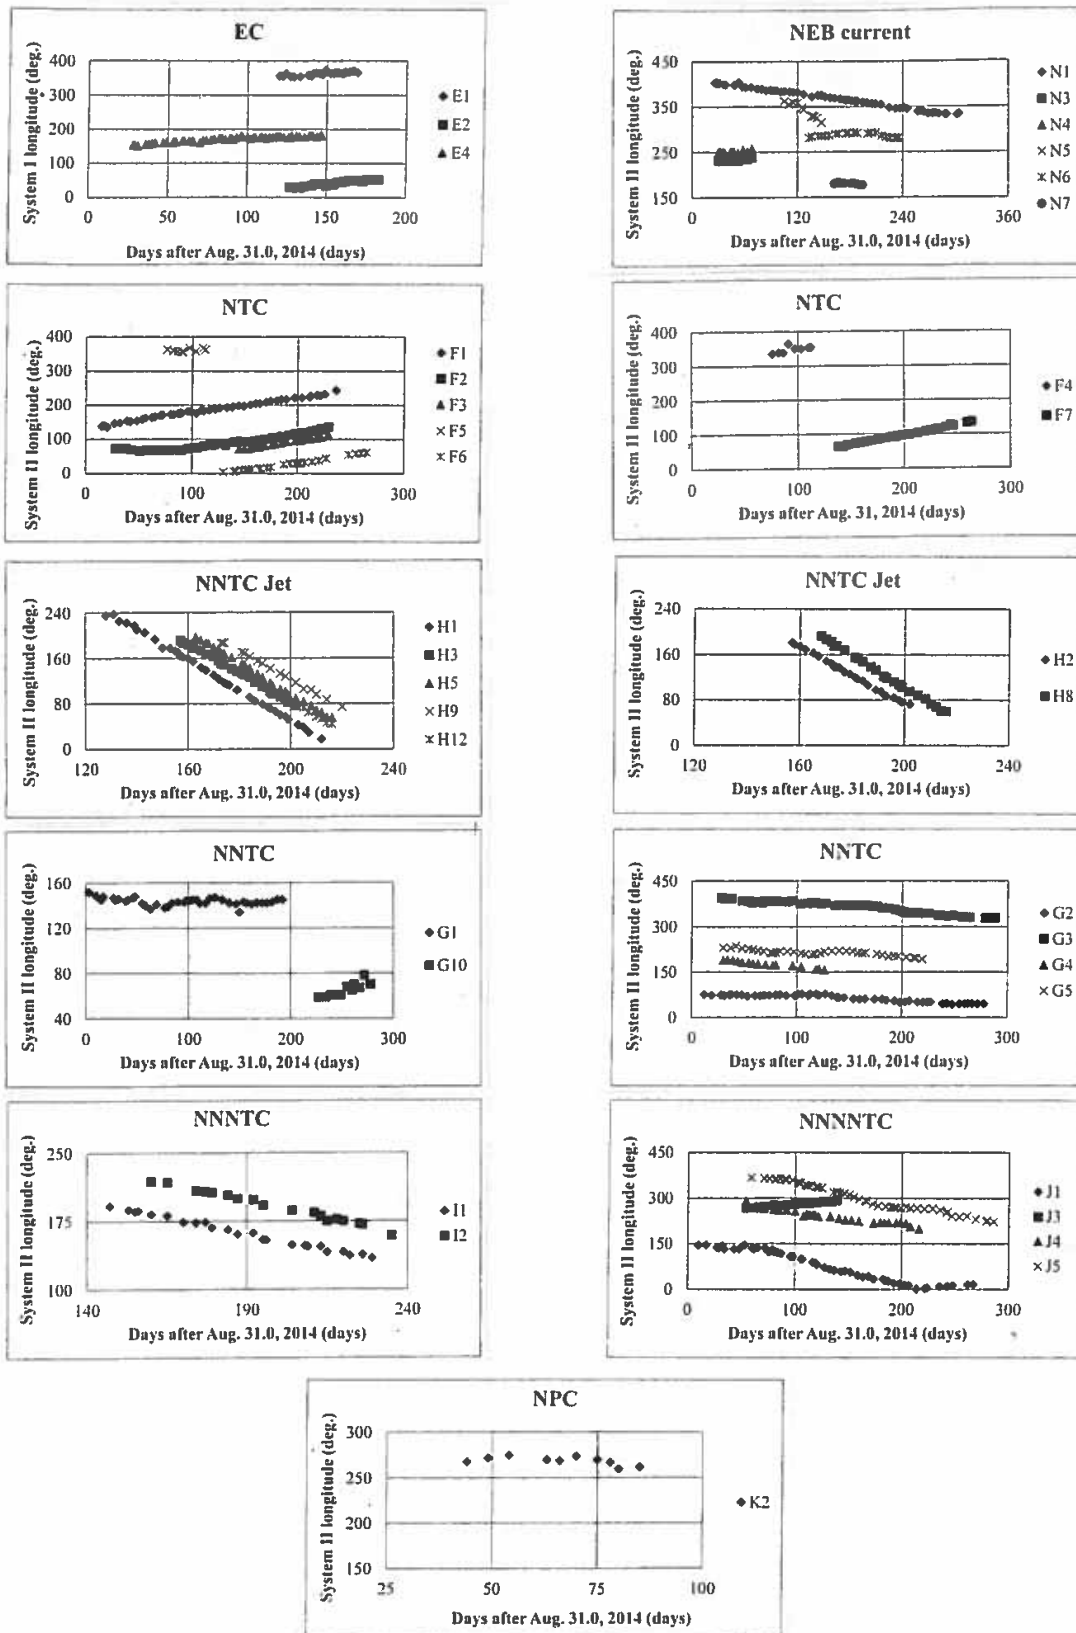 EC
System I longitude (deg.)
400
300
200
100
0
0 50 100 150 200
Days after Aug. 31.0, 2014 (days)
E1
E2
E4
NEB current
System II longitude (deg.)
450
350
250
150
0 120 240 360
Days after Aug. 31.0, 2014 (days)
N1
N3
N4
N5
N6
N7
NTC
System II longitude (deg.)
400
300
200
100
0
0 100 200 300
Days after Aug. 31.0, 2014 (days)
F1
F2
F3
F5
F6
NTC
System II longitude (deg.)
400
300
200
100
0
0 100 200 300
Days after Aug. 31, 2014 (days)
F4
F7
NNTC Jet
System II longitude (deg.)
240
160
80
0
120 160 200 240
Days after Aug. 31.0, 2014 (days)
H1
H3
H5
H9
H12
NNTC Jet
System II longitude (deg.)
240
160
80
0
120 160 200 240
Days after Aug. 31.0, 2014 (days)
H2
H8
NNTC
System II longitude (deg.)
160
120
80
40
0 100 200 300
Days after Aug. 31.0, 2014 (days)
G1
G10
NNTC
System II longitude (deg.)
450
300
150
0
0 100 200 300
Days after Aug. 31.0, 2014 (days)
G2
G3
G4
G5
NNNTC
System II longitude (deg.)
250
175
100
140 190 240
Days after Aug. 31.0, 2014 (days)
I1
I2
NNNNTC
System II longitude (deg.)
450
300
150
0
0 100 200 300
Days after Aug. 31.0, 2014 (days)
J1
J3
J4
J5
NPC
System II longitude (deg.)
300
250
200
150
25 50 75 100
Days after Aug. 31.0, 2014 (days)
K2